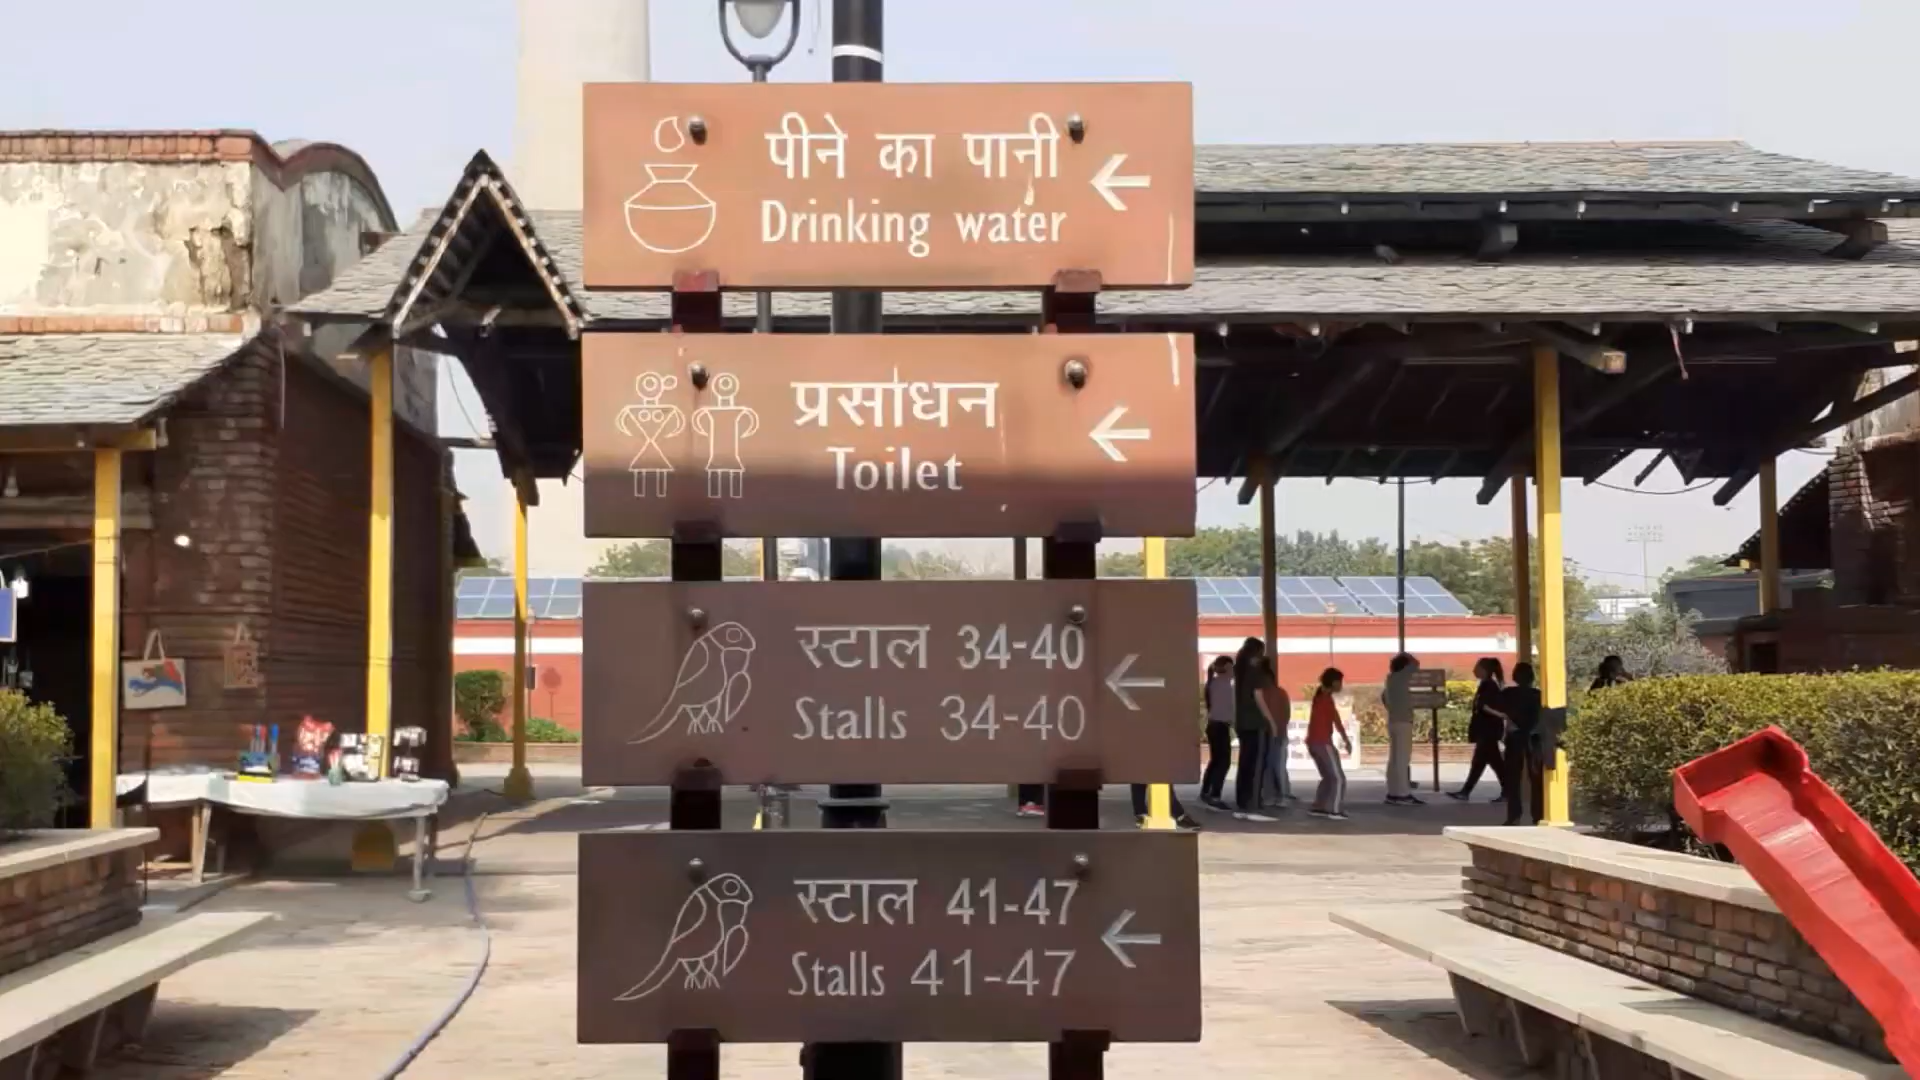 पीने का पानी
Drinking water
प्रसाधन
Toilet
स्टाल 34-40
Stalls 34-40
स्टाल 41-47
Stalls 41-47